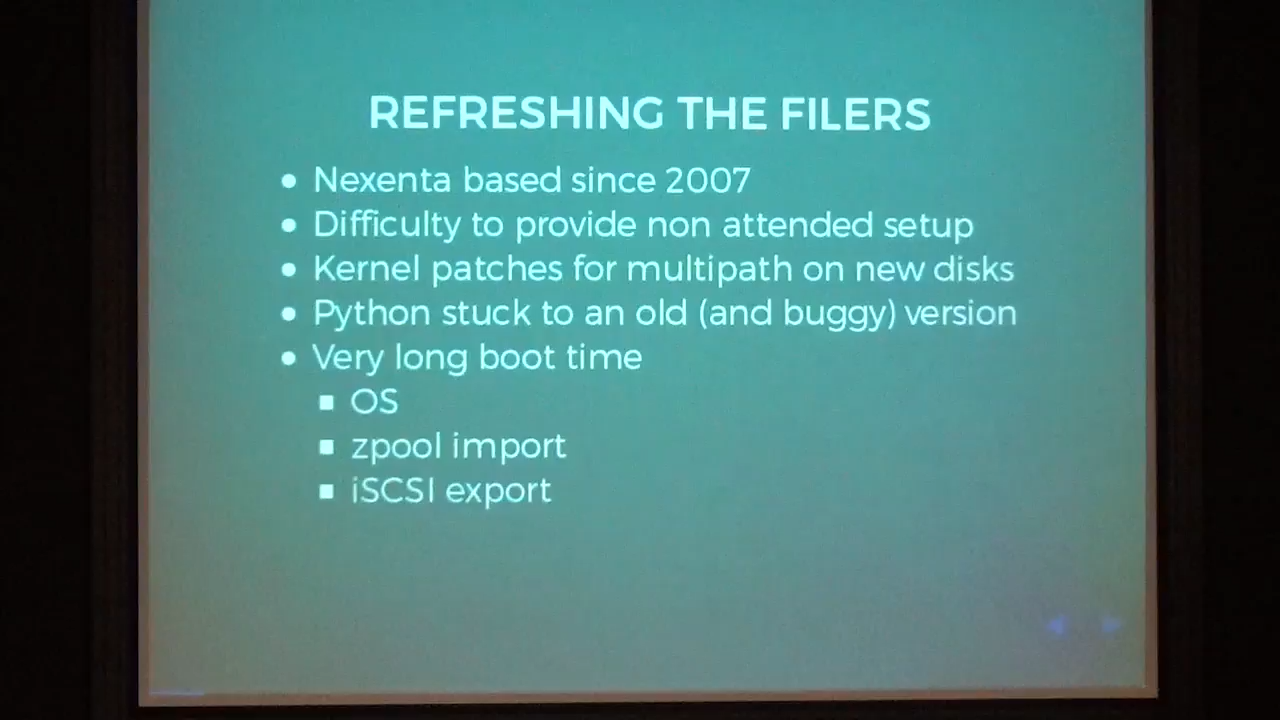 REFRESHING THE FILERS
Nexenta based since 2007
Difficulty to provide non attended setup
Kernel patches for multipath on new disks
Python stuck to an old (and buggy) version
Very long boot time
OS
zpool import
iSCSI export